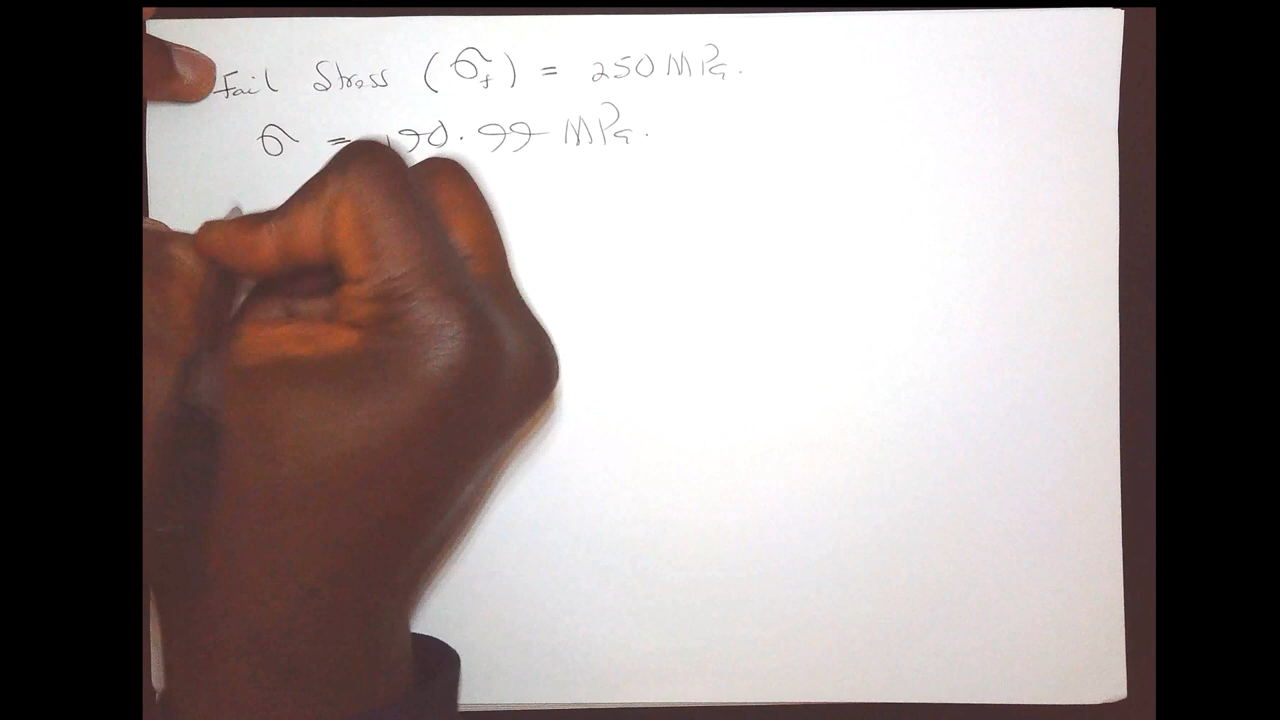 Fail Stress (σf) = 250 MPa.
σ = 190.99 MPa.